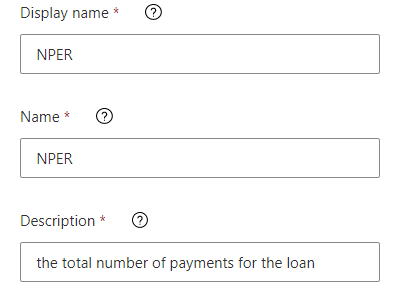 Display name * ?
NPER
Name * ?
NPER
Description * ?
the total number of payments for the loan